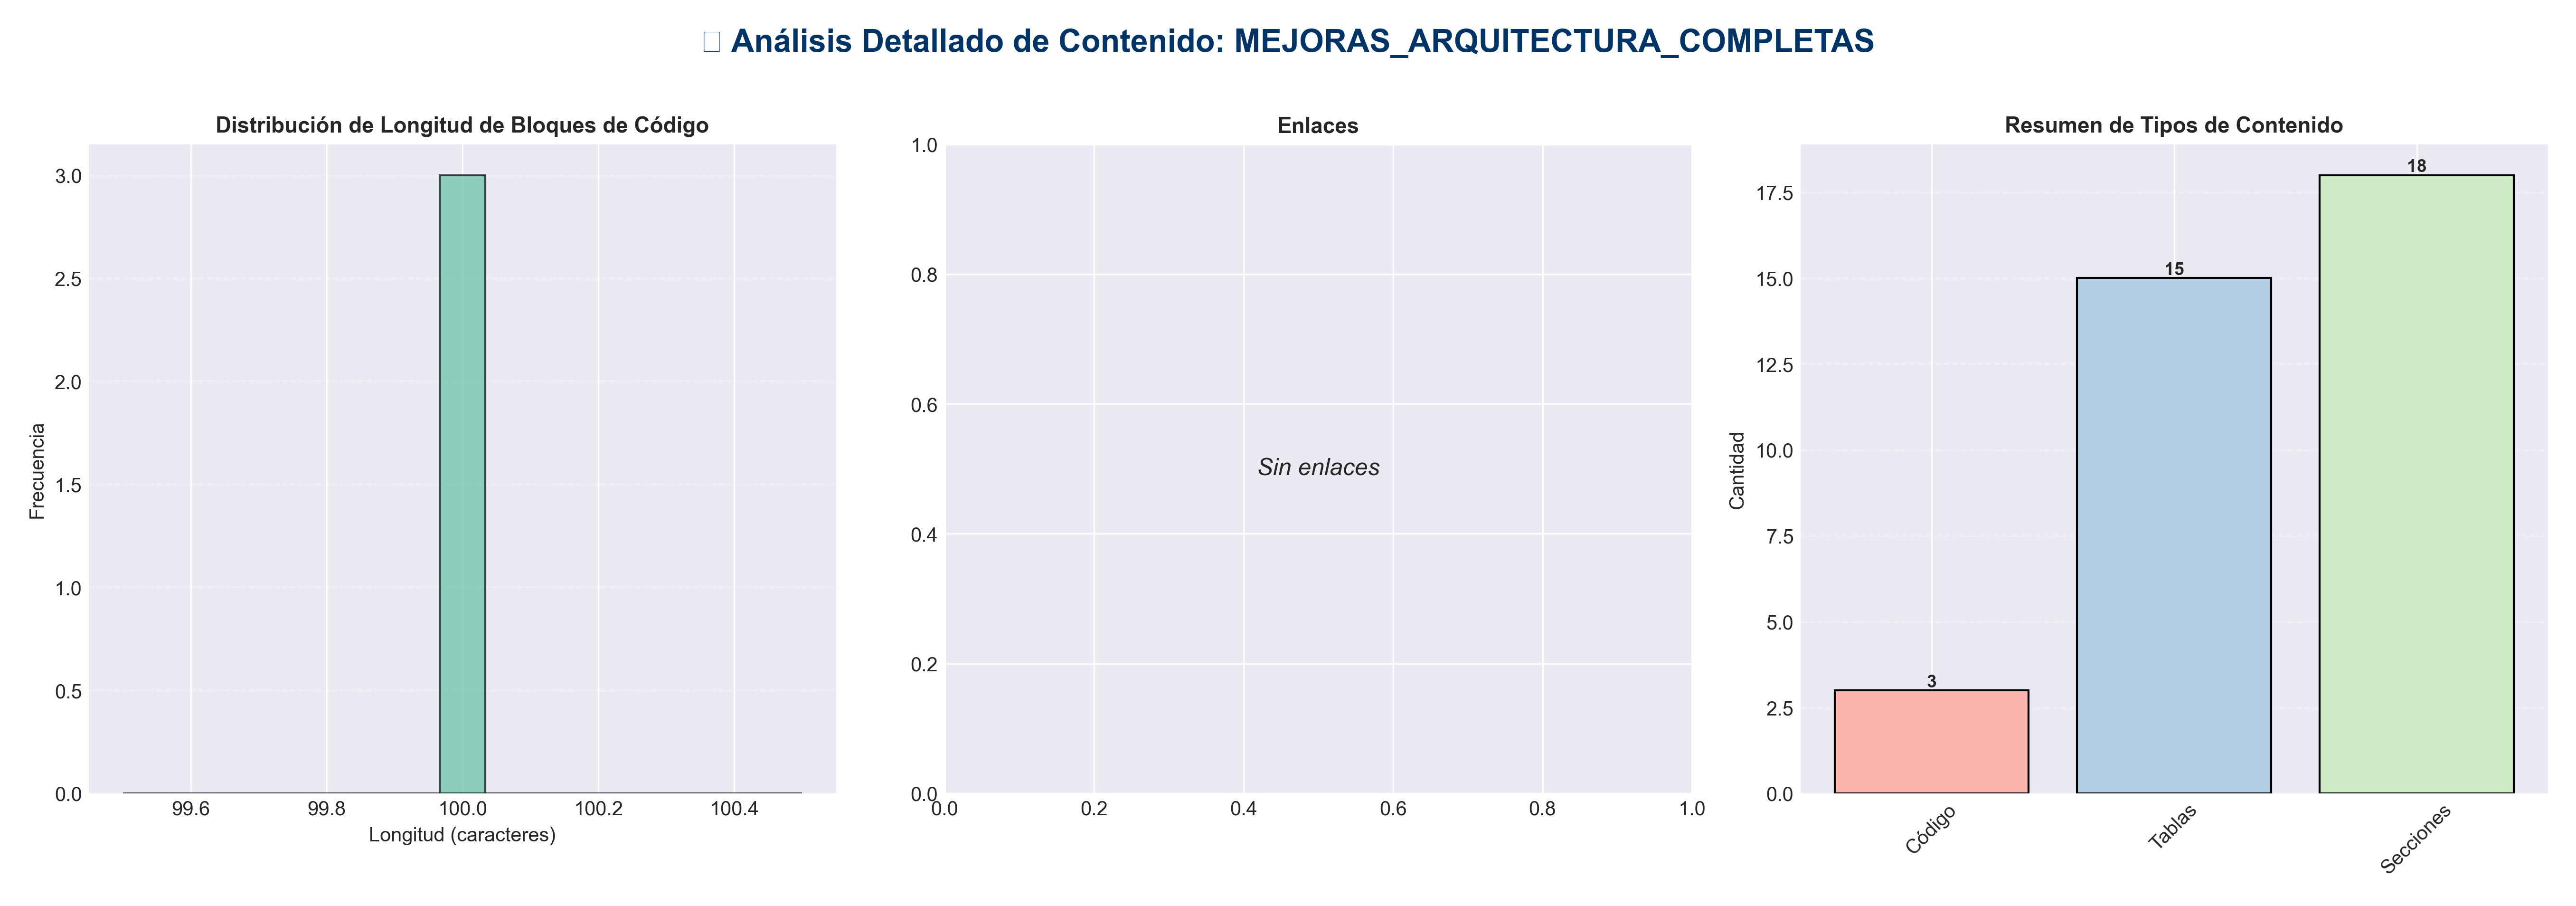 Análisis Detallado de Contenido: MEJORAS_ARQUITECTURA_COMPLETAS
Distribución de Longitud de Bloques de Código
Frecuencia
3.0
2.5
2.0
1.5
1.0
0.5
0.0
99.6 99.8 100.0 100.2 100.4
Longitud (caracteres)
Enlaces
1.0
0.8
0.6
0.4
0.2
0.0
Sin enlaces
0.0 0.2 0.4 0.6 0.8 1.0
Resumen de Tipos de Contenido
Cantidad
17.5
15.0
12.5
10.0
7.5
5.0
2.5
0.0
3
15
18
Código Tablas Secciones